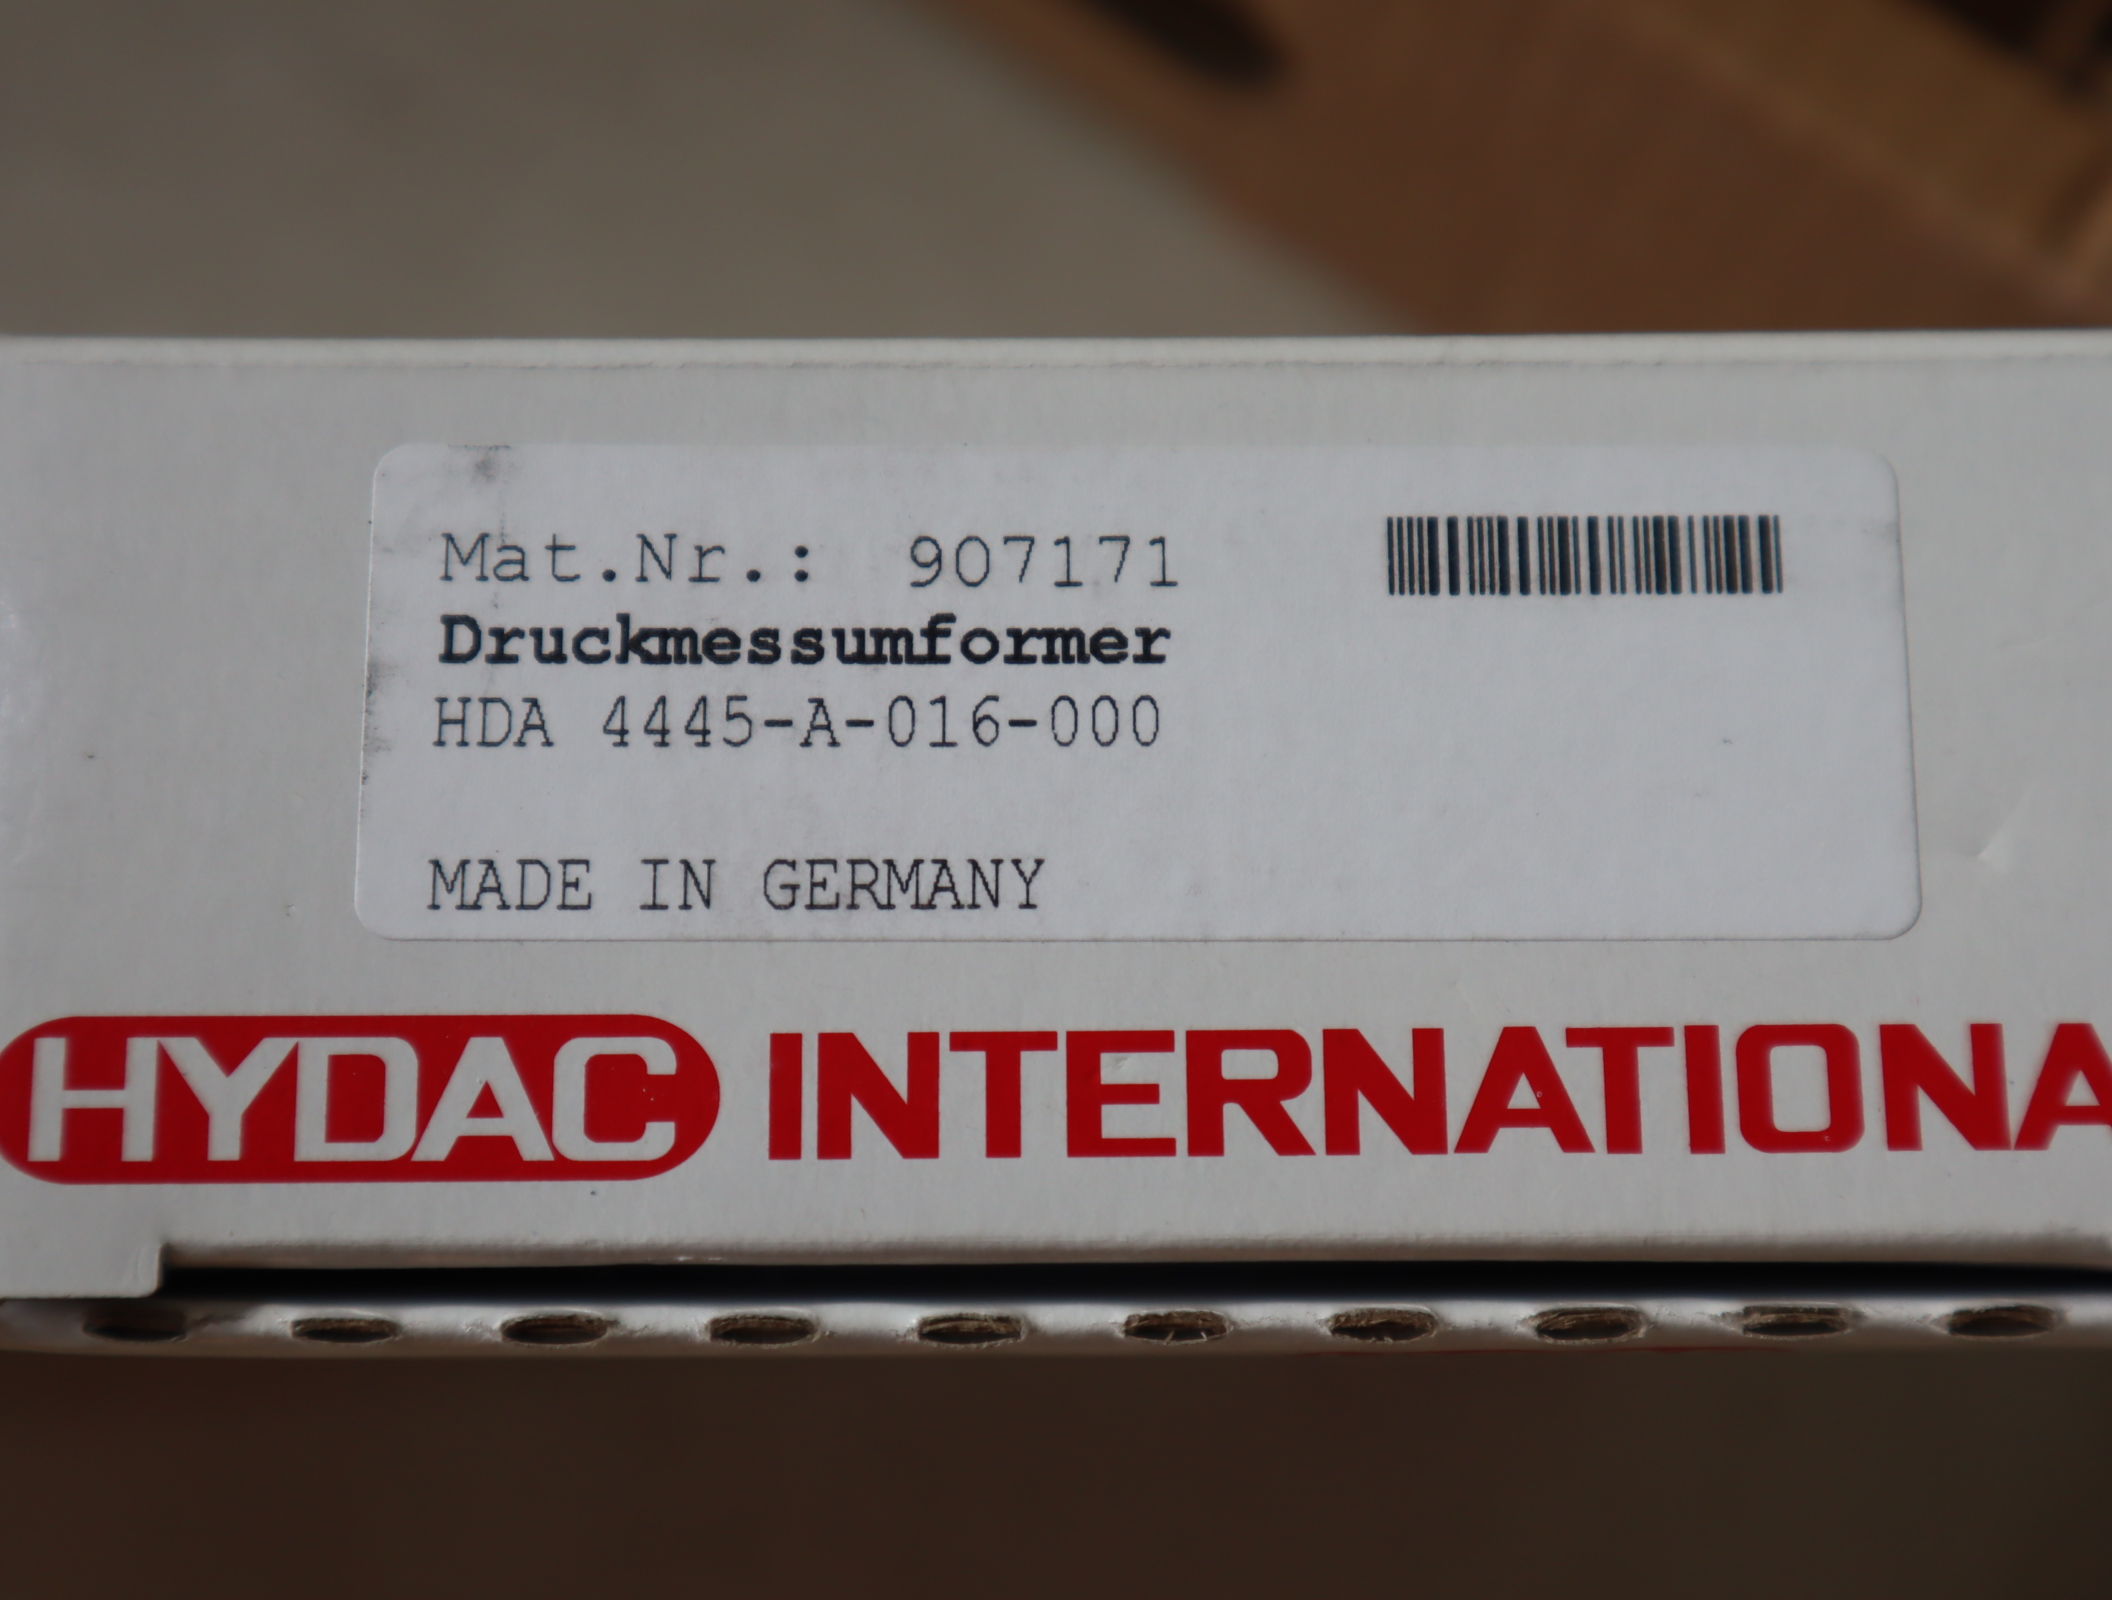 Mat.Nr.: 907171
Druckmessumformer
HDA 4445-A-016-000
MADE IN GERMANY
HYDAC INTERNATIONA